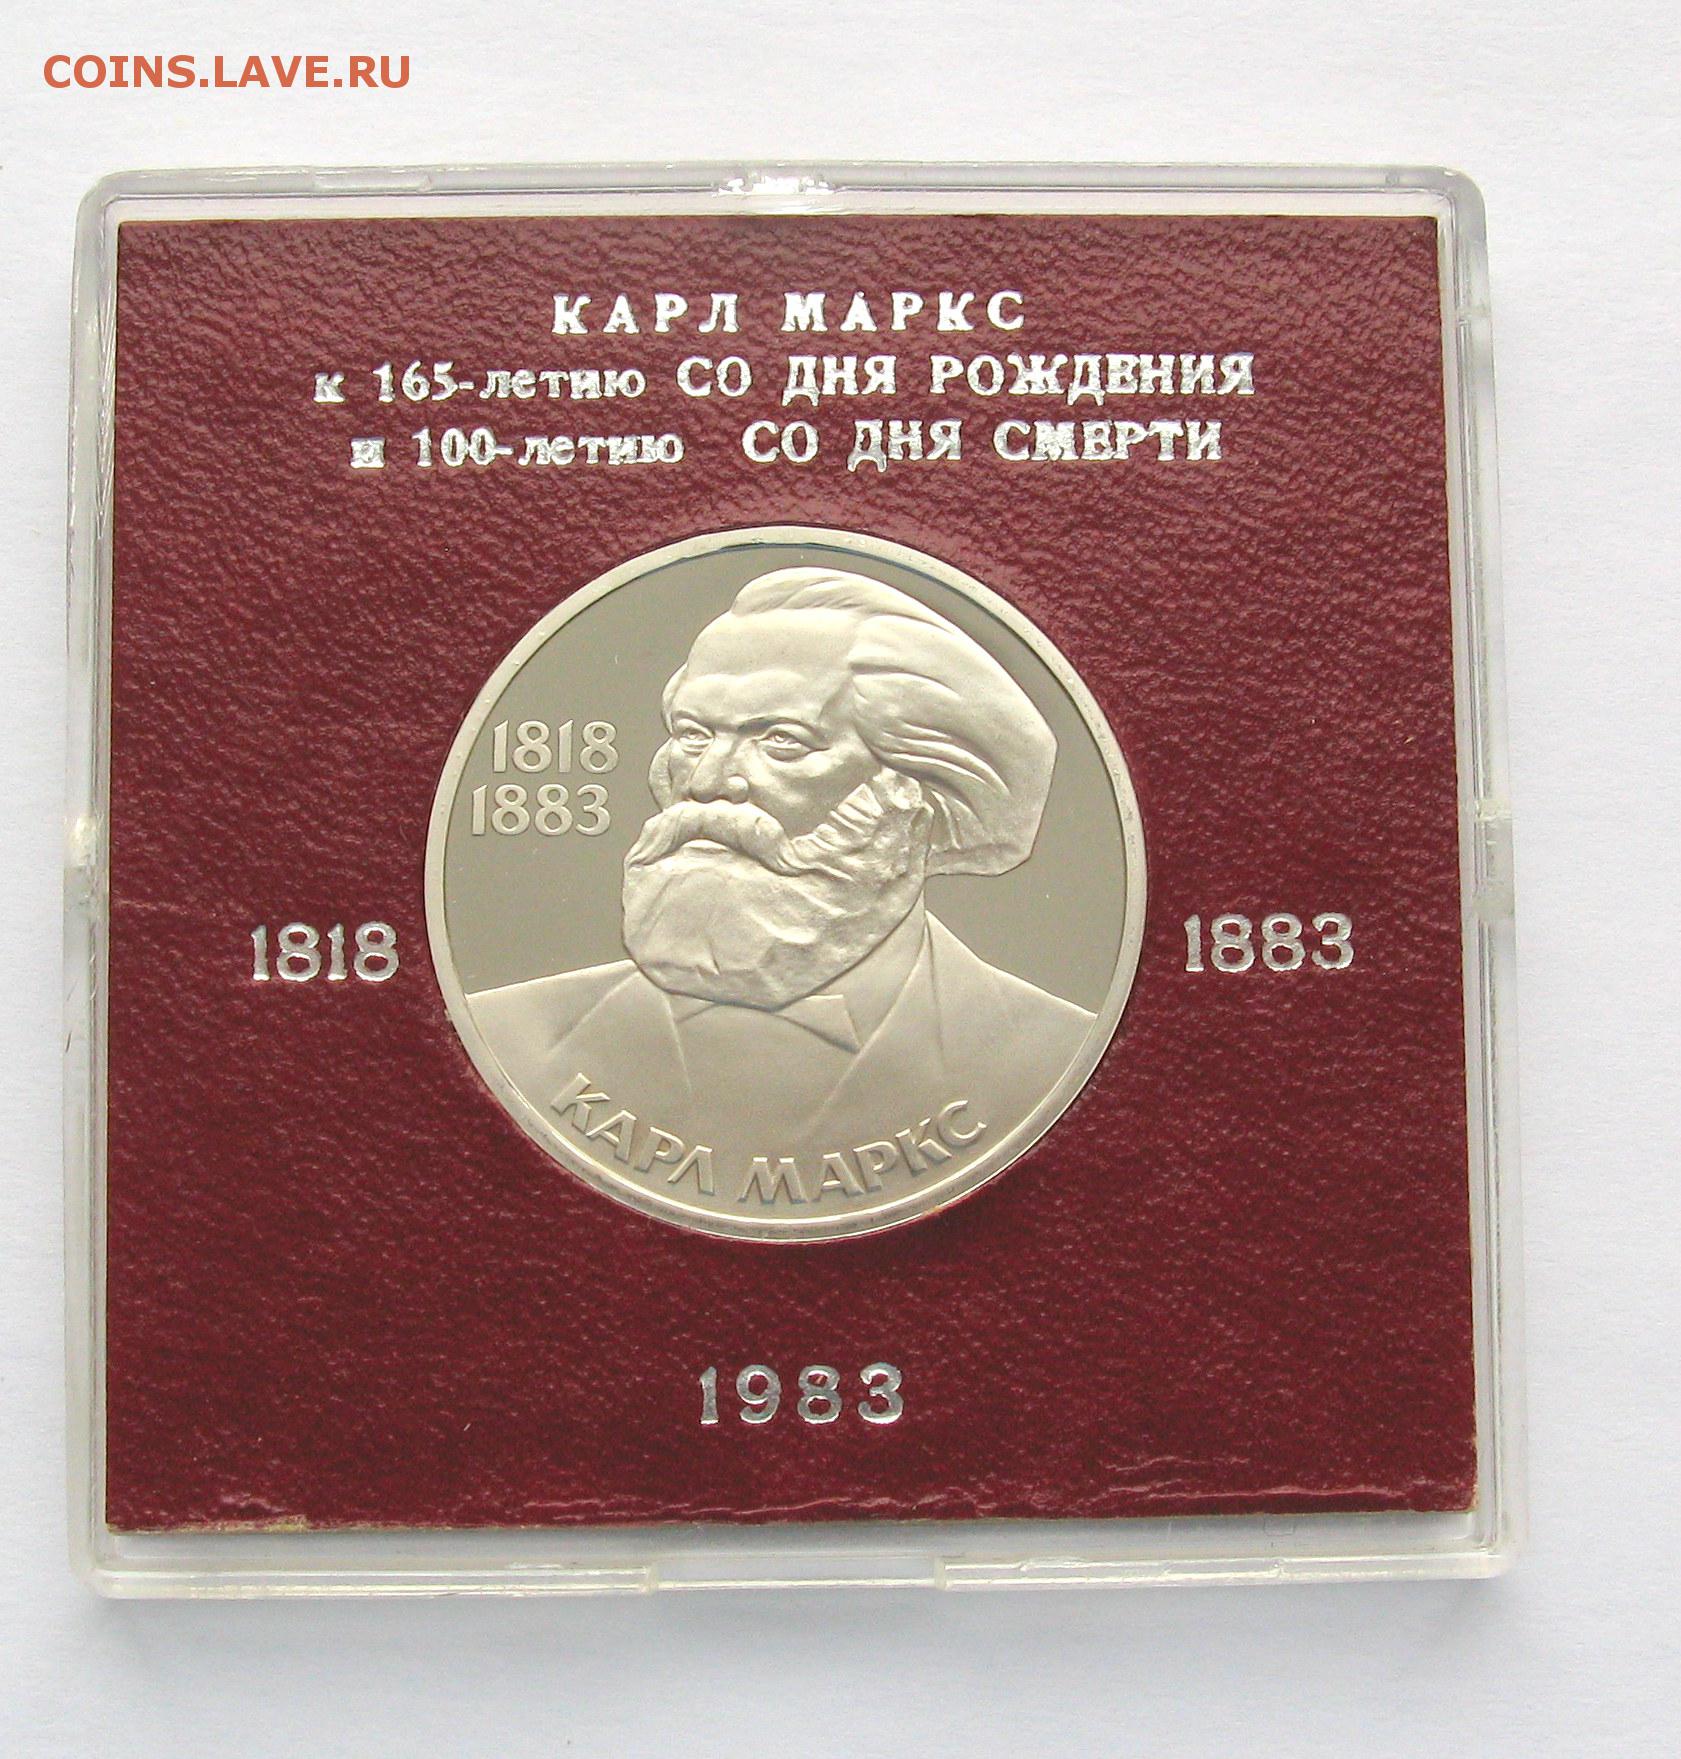 COINS.LAVE.RU
КАРЛ МАРКС
к 165-летию СО ДНЯ РОЖДЕНИЯ
и 100-летию СО ДНЯ СМЕРТИ
1818
1883
1818
1883
КАРЛ МАРКС
1983